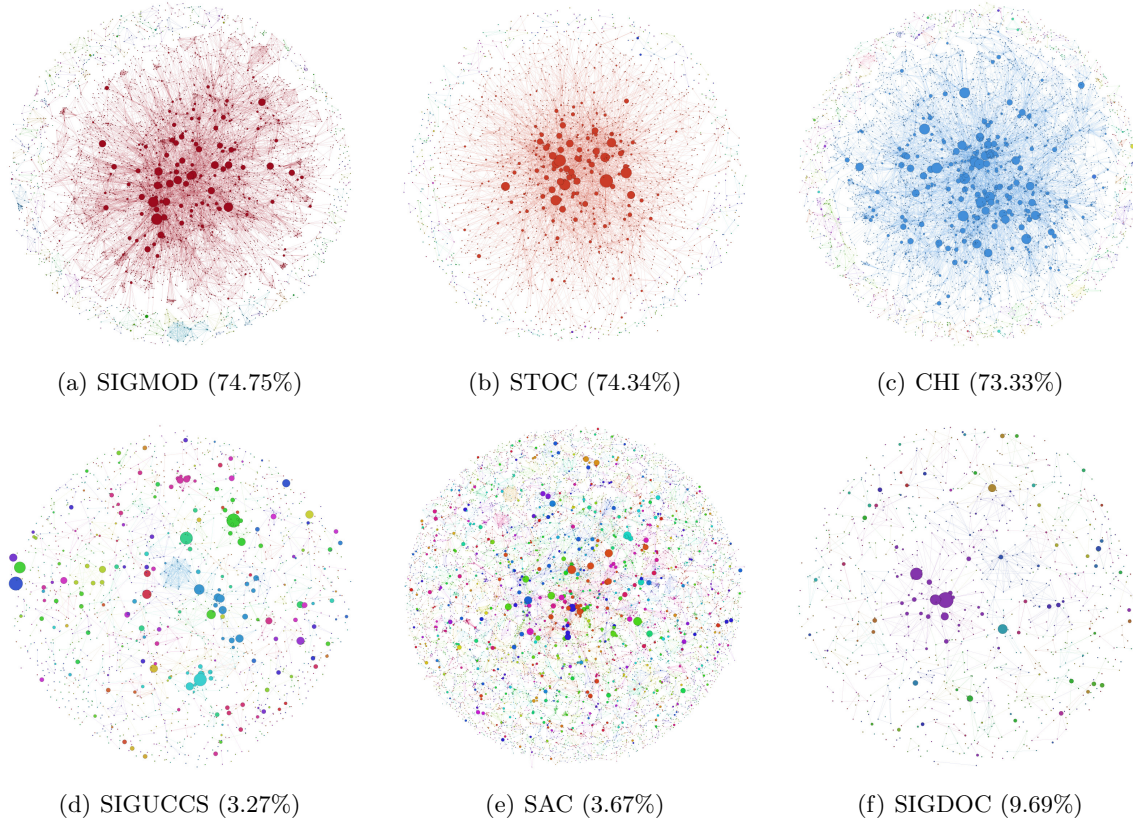 (a) SIGMOD (74.75%)
(b) STOC (74.34%)
(c) CHI (73.33%)
(d) SIGUCCS (3.27%)
(e) SAC (3.67%)
(f) SIGDOC (9.69%)